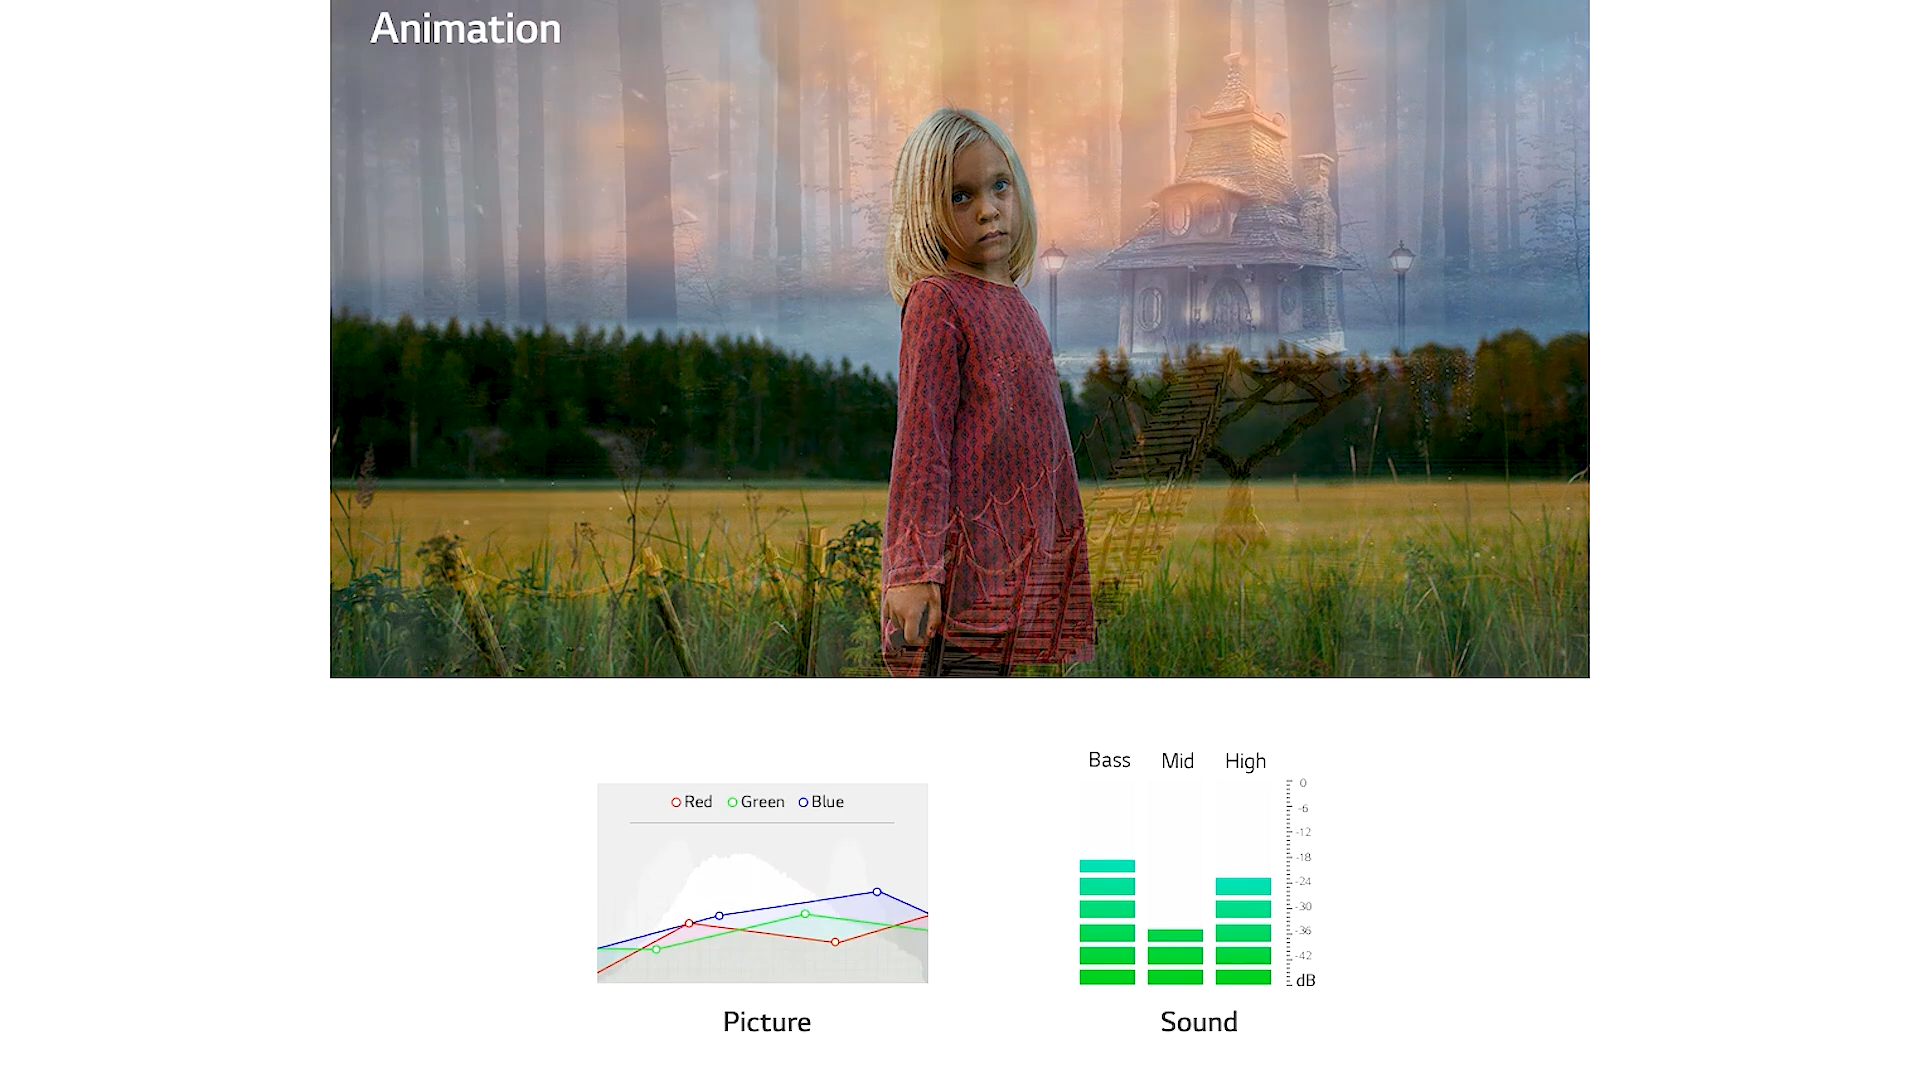 Animation
Bass Mid High
Red Green Blue
0
-6
-12
-18
-24
-30
-36
-42
dB
Picture
Sound